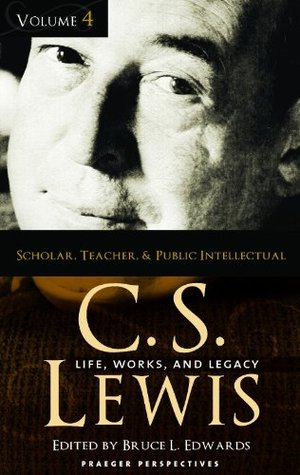 VOLUME 4
SCHOLAR, TEACHER, & PUBLIC INTELLECTUAL
C. S.
LIFE, WORKS, AND LEGACY
LEWIS
EDITED BY BRUCE L. EDWARDS
PRAEGER PERSPECTIVES